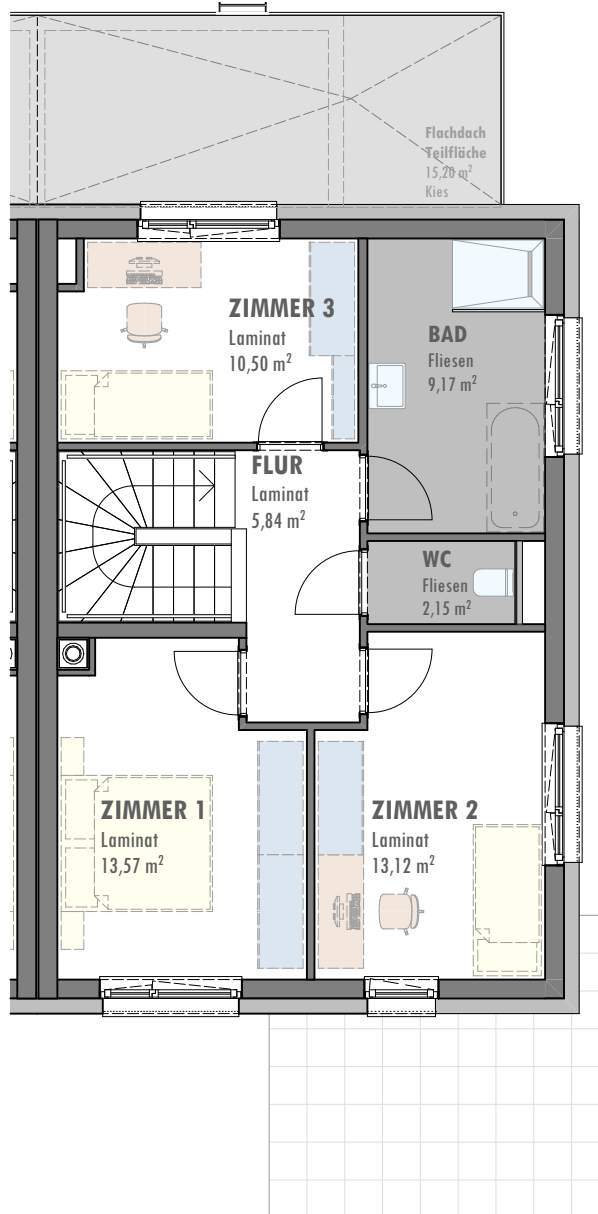 Flachdach
Teilfläche
15,20 m²
Kies
ZIMMER 3
Laminat
10,50 m²
BAD
Fliesen
9,17 m²
FLUR
Laminat
5,84 m²
WC
Fliesen
2,15 m²
ZIMMER 1
Laminat
13,57 m²
ZIMMER 2
Laminat
13,12 m²